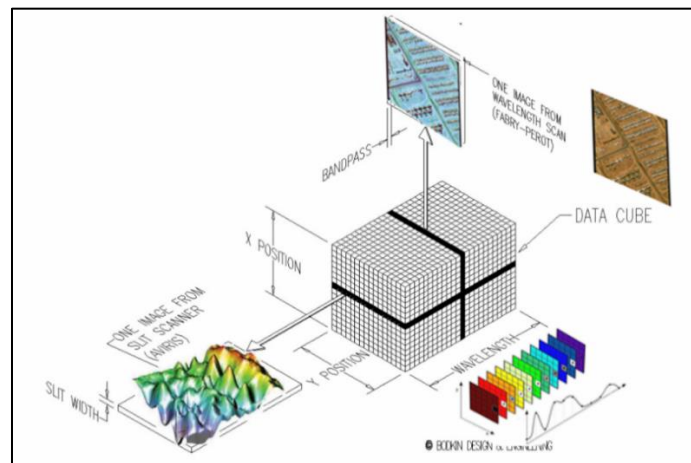 ONE IMAGE FROM
WAVELENGTH SCAN
(FABRY-PEROT)
BANDPASS
DATA CUBE
X POSITION
ONE IMAGE FROM
SLIT SCANNER
(AVIRIS)
SLIT WIDTH
Y POSITION
WAVELENGTH
© BODKIN DESIGN & ENGINEERING